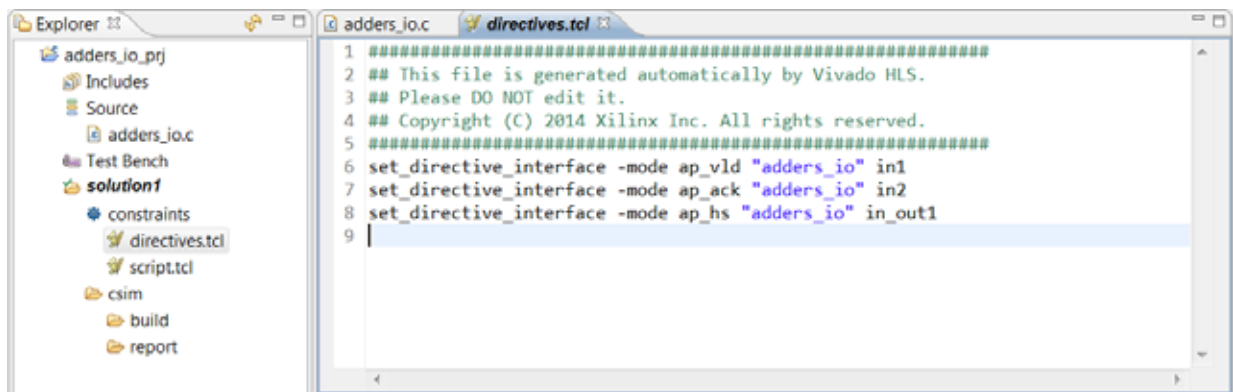 Explorer
adders_io_prj
Includes
Source
adders_io.c
Test Bench
solution1
constraints
directives.tcl
script.tcl
csim
build
report
adders_io.c directives.tcl
1 ############################################################
2 ## This file is generated automatically by Vivado HLS.
3 ## Please DO NOT edit it.
4 ## Copyright (C) 2014 Xilinx Inc. All rights reserved.
5 ############################################################
6 set_directive_interface -mode ap_vld "adders_io" in1
7 set_directive_interface -mode ap_ack "adders_io" in2
8 set_directive_interface -mode ap_hs "adders_io" in_out1
9